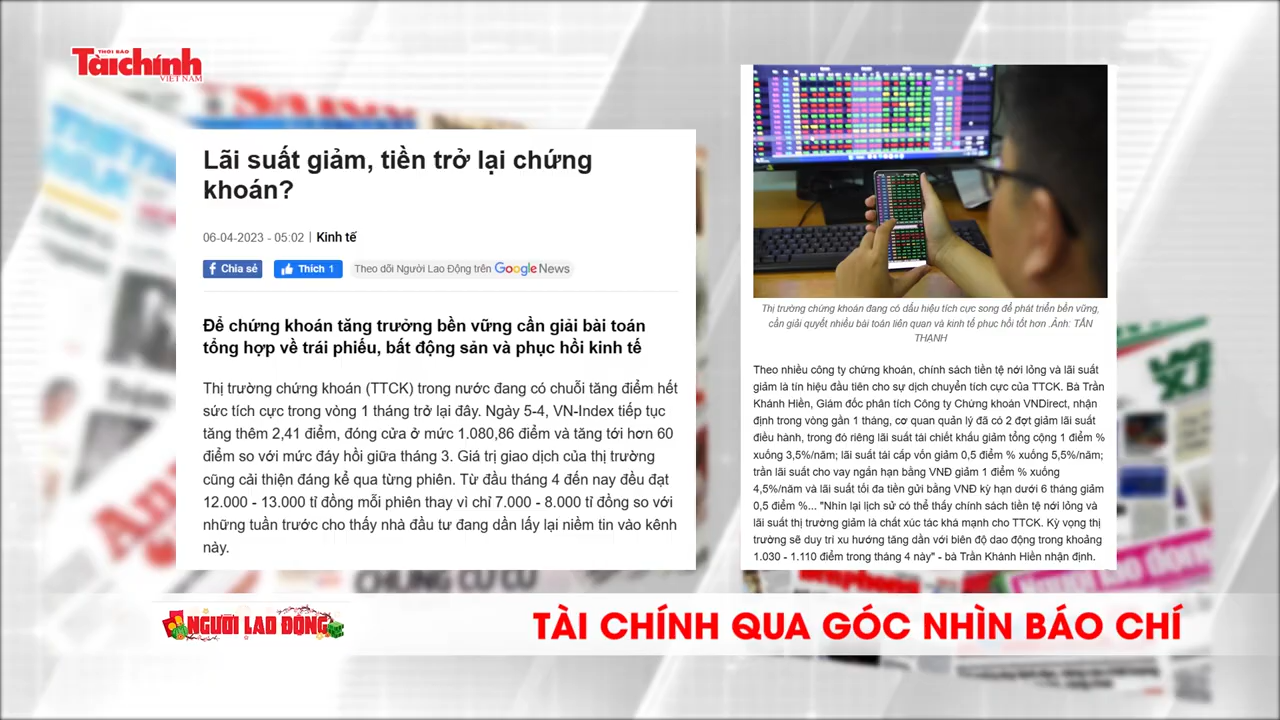 THỜI BÁO
Tàichính
VIỆT NAM
Lãi suất giảm, tiền trở lại chứng
khoán?
04-2023 - 05:02 | Kinh tế
Chia sẻ
Thích 1
Theo dõi Người Lao Động trên Google News
Để chứng khoán tăng trưởng bền vững cần giải bài toán
tổng hợp về trái phiếu, bất động sản và phục hồi kinh tế
Thị trường chứng khoán (TTCK) trong nước đang có chuỗi tăng điểm hết
sức tích cực trong vòng 1 tháng trở lại đây. Ngày 5-4, VN-Index tiếp tục
tăng thêm 2,41 điểm, đóng cửa ở mức 1.080,86 điểm và tăng tới hơn 60
điểm so với mức đáy hồi giữa tháng 3. Giá trị giao dịch của thị trường
cũng cải thiện đáng kể qua từng phiên. Từ đầu tháng 4 đến nay đều đạt
12.000 - 13.000 tỉ đồng mỗi phiên thay vì chỉ 7.000 - 8.000 tỉ đồng so với
những tuần trước cho thấy nhà đầu tư đang dần lấy lại niềm tin vào kênh
này.
Thị trường chứng khoán đang có dấu hiệu tích cực song để phát triển bền vững,
cần giải quyết nhiều bài toán liên quan và kinh tế phục hồi tốt hơn .Ảnh: TẤN
THẠNH
Theo nhiều công ty chứng khoán, chính sách tiền tệ nới lỏng và lãi suất
giảm là tín hiệu đầu tiên cho sự dịch chuyển tích cực của TTCK. Bà Trần
Khánh Hiền, Giám đốc phân tích Công ty Chứng khoán VNDirect, nhận
định trong vòng gần 1 tháng, cơ quan quản lý đã có 2 đợt giảm lãi suất
điều hành, trong đó riêng lãi suất tái chiết khấu giảm tổng cộng 1 điểm %
xuống 3,5%/năm; lãi suất tái cấp vốn giảm 0,5 điểm % xuống 5,5%/năm;
trần lãi suất cho vay ngắn hạn bằng VNĐ giảm 1 điểm % xuống
4,5%/năm và lãi suất tối đa tiền gửi bằng VNĐ kỳ hạn dưới 6 tháng giảm
0,5 điểm %... "Nhìn lại lịch sử có thể thấy chính sách tiền tệ nới lỏng và
lãi suất thị trường giảm là chất xúc tác khá mạnh cho TTCK. Kỳ vọng thị
trường sẽ duy trì xu hướng tăng dần với biên độ dao động trong khoảng
1.030 - 1.110 điểm trong tháng 4 này" - bà Trần Khánh Hiền nhận định.
NGƯỜI LAO ĐỘNG
TÀI CHÍNH QUA GÓC NHÌN BÁO CHÍ